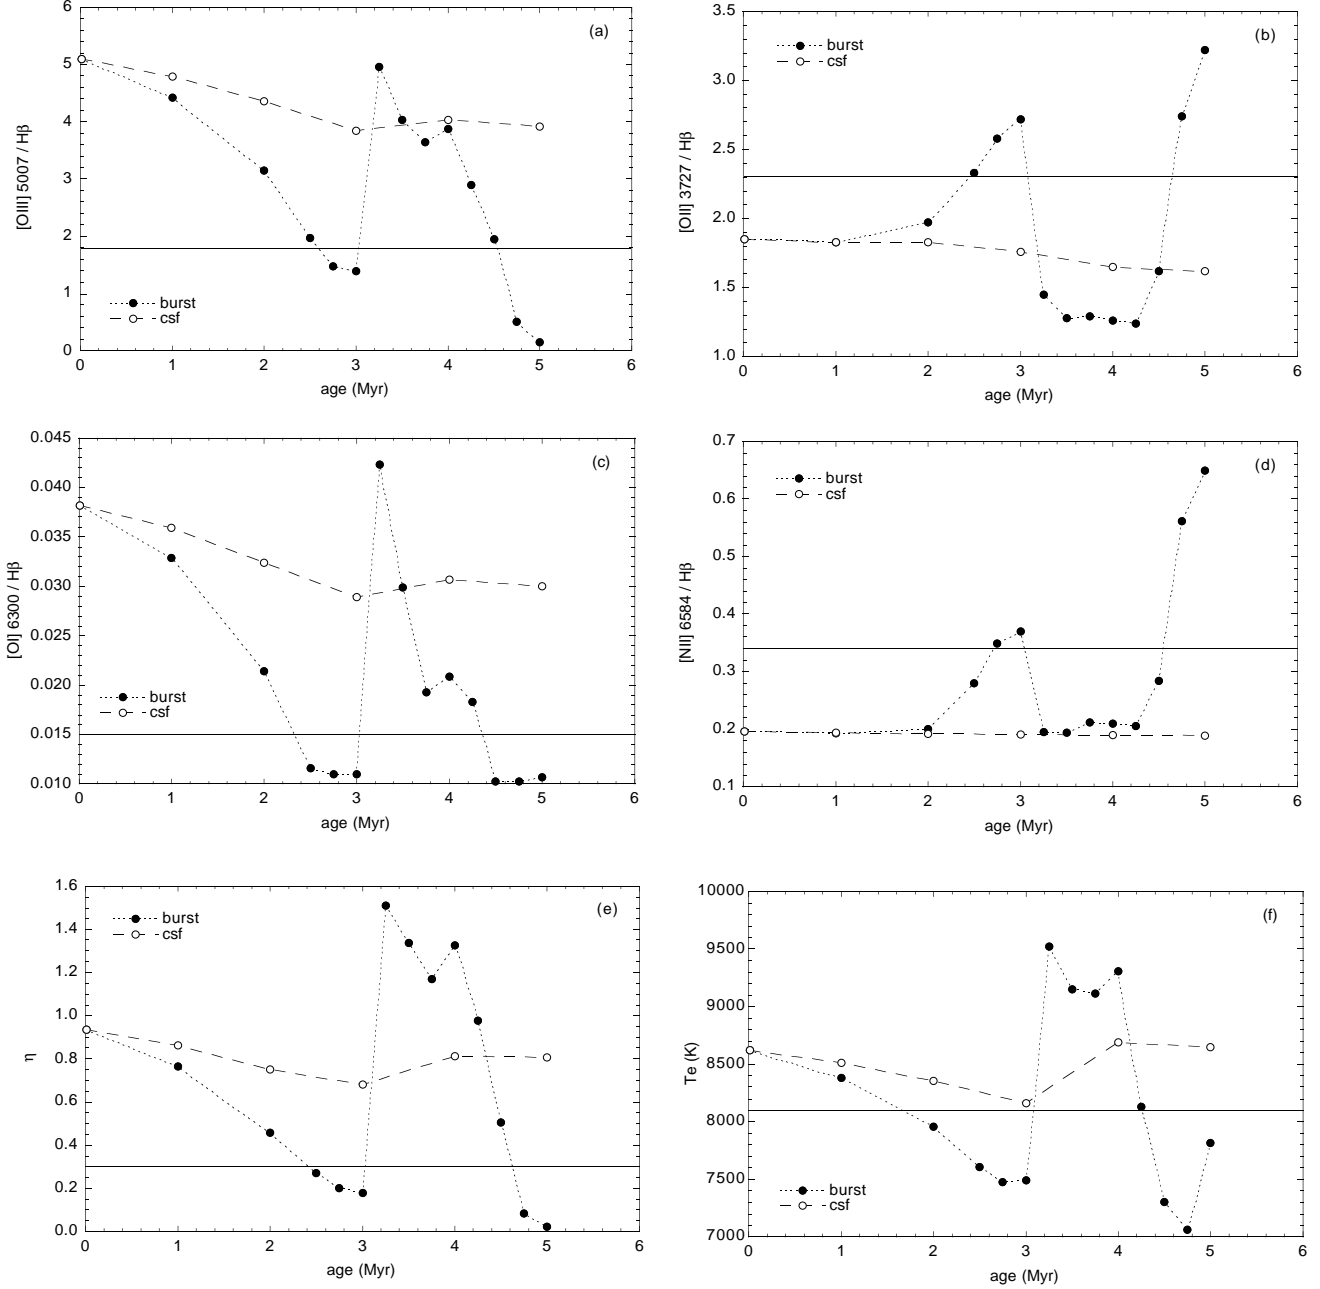 6
5
4
3
2
1
0
[OIII] 5007 / Hβ
(a)
burst
csf
0 1 2 3 4 5 6
age (Myr)
3.5
3.0
2.5
2.0
1.5
1.0
[OII] 3727 / Hβ
(b)
burst
csf
0 1 2 3 4 5 6
age (Myr)
0.045
0.040
0.035
0.030
0.025
0.020
0.015
0.010
[OI] 6300 / Hβ
(c)
burst
csf
0 1 2 3 4 5 6
age (Myr)
0.7
0.6
0.5
0.4
0.3
0.2
0.1
[NII] 6584 / Hβ
(d)
burst
csf
0 1 2 3 4 5 6
age (Myr)
1.6
1.4
1.2
1.0
0.8
0.6
0.4
0.2
0.0
η
(e)
burst
csf
0 1 2 3 4 5 6
age (Myr)
10000
9500
9000
8500
8000
7500
7000
Te (K)
(f)
burst
csf
0 1 2 3 4 5 6
age (Myr)